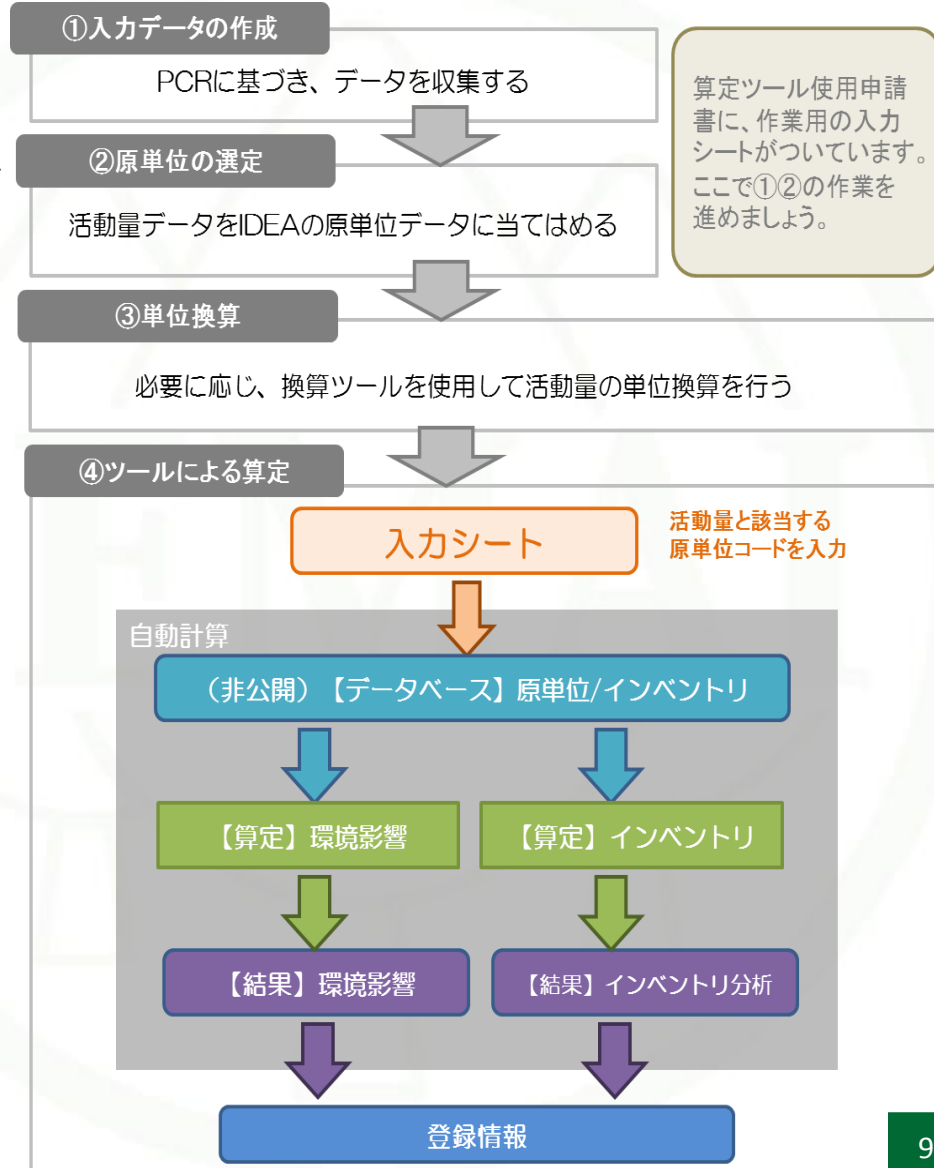 ①入力データの作成
PCRに基づき、データを収集する
算定ツール使用申請
書に、作業用の入力
シートがついています。
ここで①②の作業を
進めましょう。
②原単位の選定
活動量データをIDEAの原単位データに当てはめる
③単位換算
必要に応じ、換算ツールを使用して活動量の単位換算を行う
④ツールによる算定
入力シート
活動量と該当する
原単位コードを入力
自動計算
（非公開）【データベース】原単位/インベントリ
【算定】環境影響
【算定】インベントリ
【結果】環境影響
【結果】インベントリ分析
登録情報
9